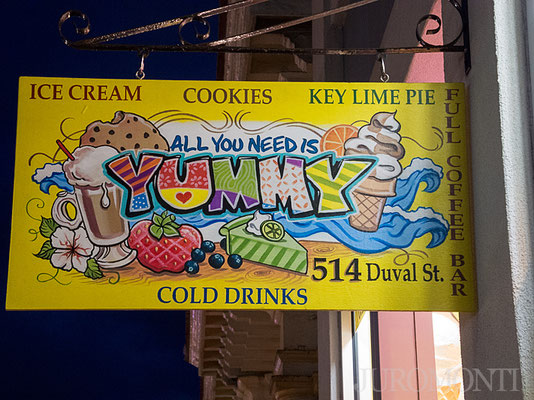 ICE CREAM COOKIES KEY LIME PIE
ALL YOU NEED IS
YUMMY
FULL COFFEE BAR
514 Duval St.
COLD DRINKS
JUROMONTI